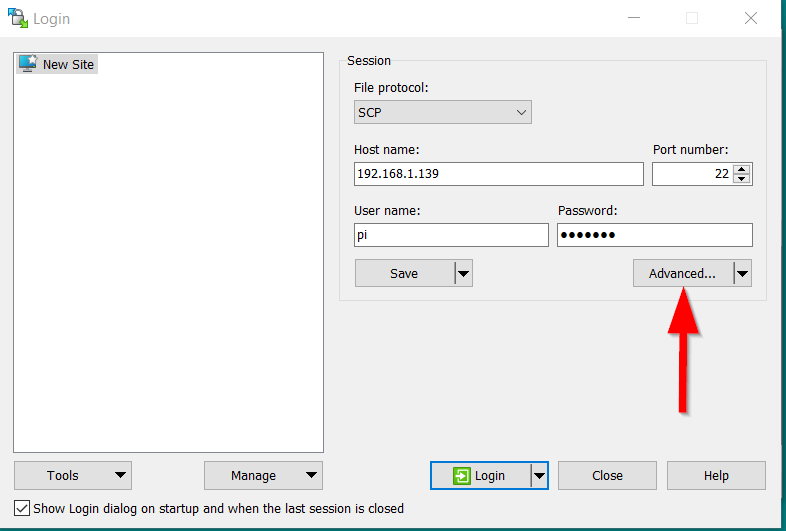 Login
New Site
Session
File protocol:
SCP
Host name:
Port number:
192.168.1.139
22
User name:
Password:
pi
●●●●●●●
Save
Advanced...
Tools
Manage
Login
Close
Help
Show Login dialog on startup and when the last session is closed